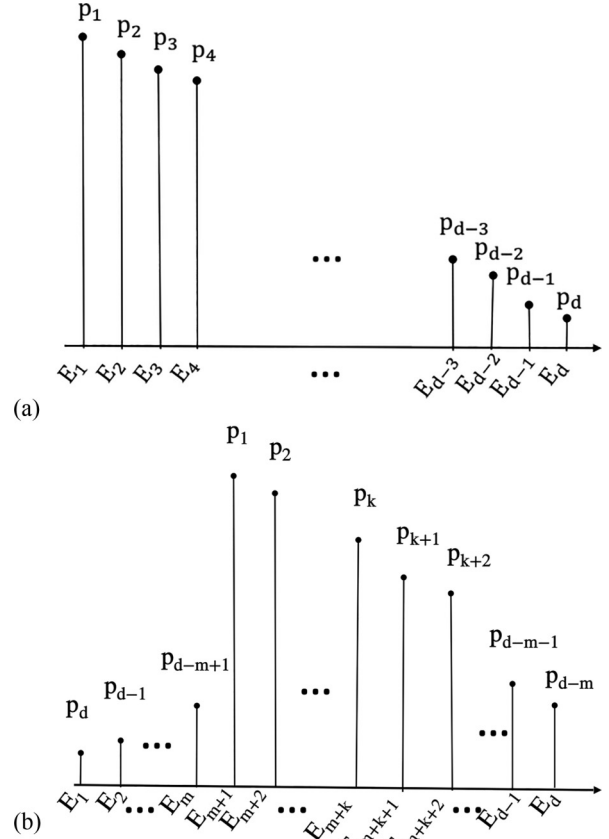 p₁
p₂
p₃
p₄
...
p_{d−3}
p_{d−2}
p_{d−1}
p_d
E₁ E₂ E₃ E₄ ... E_{d−3} E_{d−2} E_{d−1} E_d
(a)
p₁
p₂
p_k
p_{k+1}
p_{k+2}
p_{d−m−1}
p_{d−m}
p_{d−m+1}
p_{d−1}
p_d
... ... ...
E₁ E₂ ... E_m E_{m+1} E_{m+2} ... E_{m+k} ... E_{d−1} E_d
(b)